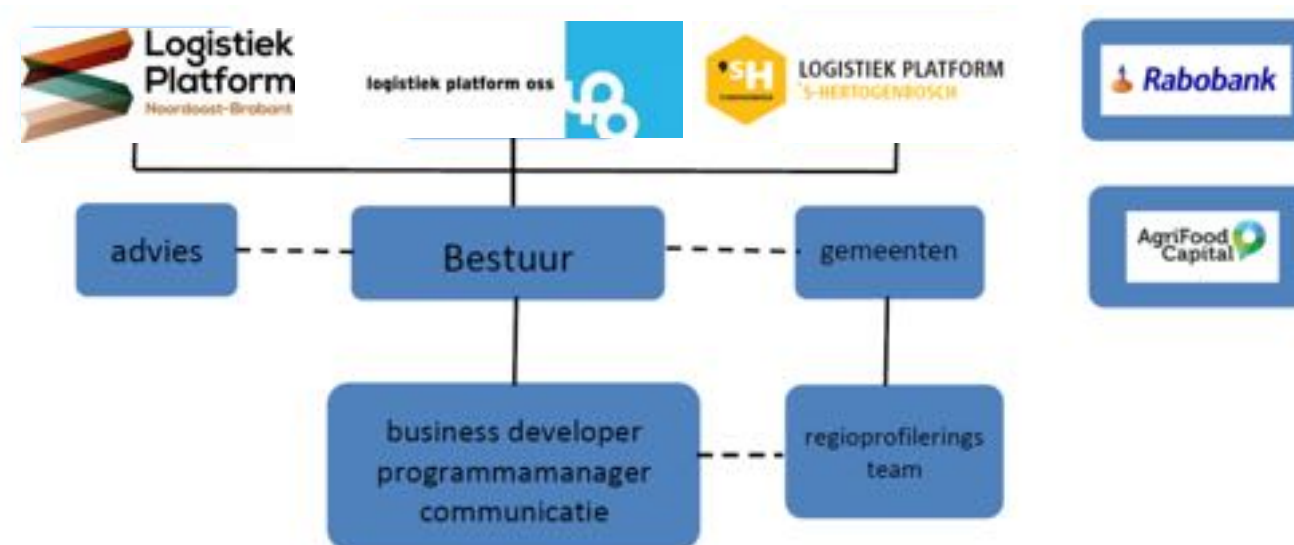 Logistiek
Platform
Noordoost-Brabant
logistiek platform oss
'SH
LOGISTIEK PLATFORM
'S-HERTOGENBOSCH
Rabobank
AgriFood
Capital
advies
Bestuur
gemeenten
business developer
programmamanager
communicatie
regioprofilerings
team